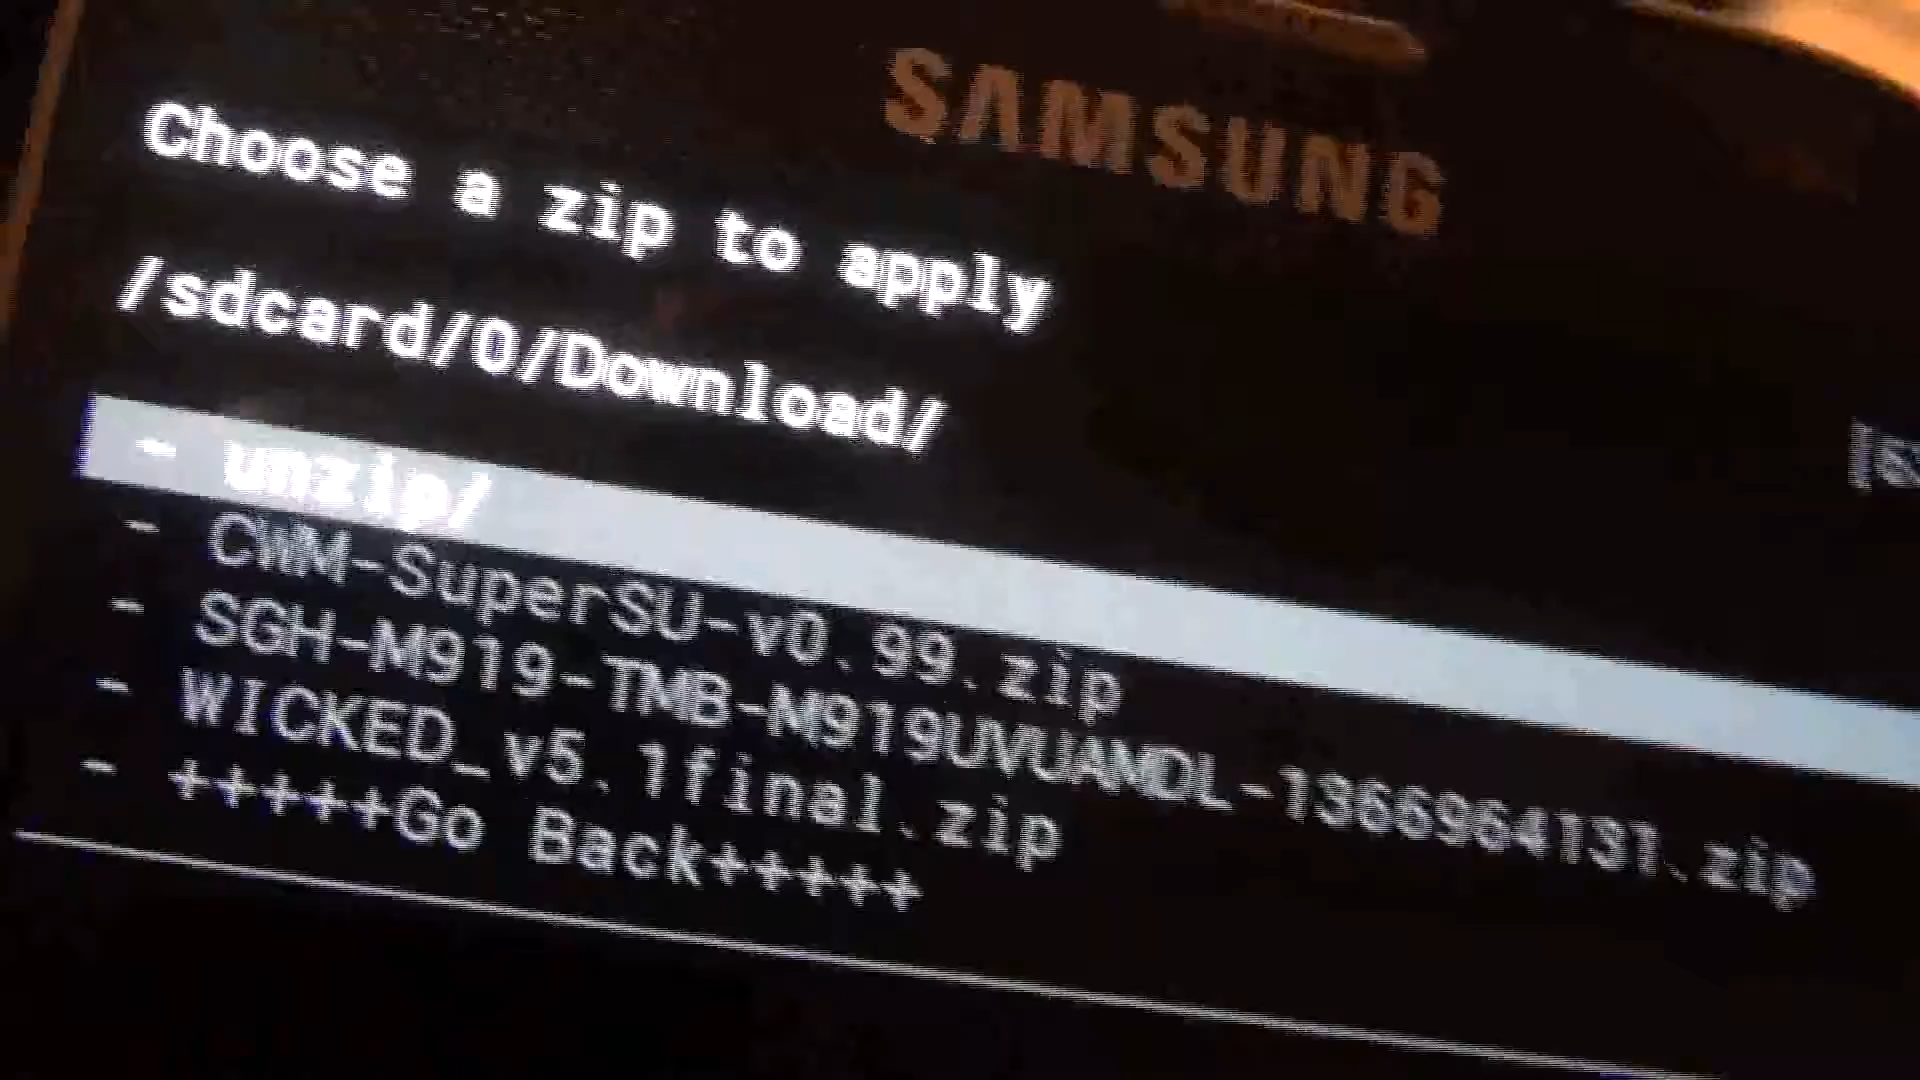 SAMSUNG
Choose a zip to apply
/sdcard/0/Download/
- unzip/
- CWM-SuperSU-v0.99.zip
- SGH-M919-TMB-M919UVUAMDL-1366964131.zip
- WICKED_v5.1final.zip
- +++++Go Back+++++